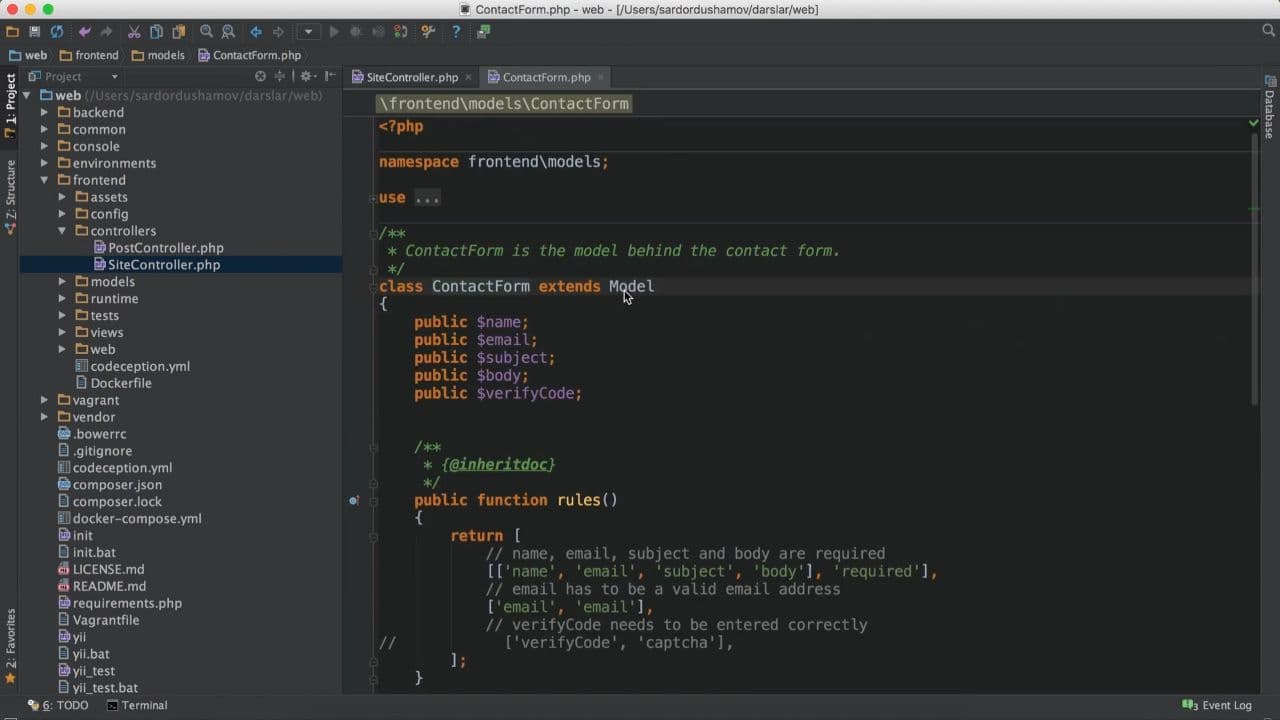 ContactForm.php - web - [/Users/sardordushamov/darslar/web]
web frontend models ContactForm.php
Project
SiteController.php ContactForm.php
1: Project
Z: Structure
2: Favorites
Database
web (/Users/sardordushamov/darslar/web)
backend
common
console
environments
frontend
assets
config
controllers
PostController.php
SiteController.php
models
runtime
tests
views
web
codeception.yml
Dockerfile
vagrant
vendor
.bowerrc
.gitignore
codeception.yml
composer.json
composer.lock
docker-compose.yml
init
init.bat
LICENSE.md
README.md
requirements.php
Vagrantfile
yii
yii.bat
yii_test
yii_test.bat
\frontend\models\ContactForm
<?php
namespace frontend\models;
use ...
/**
* ContactForm is the model behind the contact form.
*/
class ContactForm extends Model
{
public $name;
public $email;
public $subject;
public $body;
public $verifyCode;
/**
* {@inheritdoc}
*/
public function rules()
{
return [
// name, email, subject and body are required
[['name', 'email', 'subject', 'body'], 'required'],
// email has to be a valid email address
['email', 'email'],
// verifyCode needs to be entered correctly
// ['verifyCode', 'captcha'],
];
}
6: TODO Terminal
3 Event Log